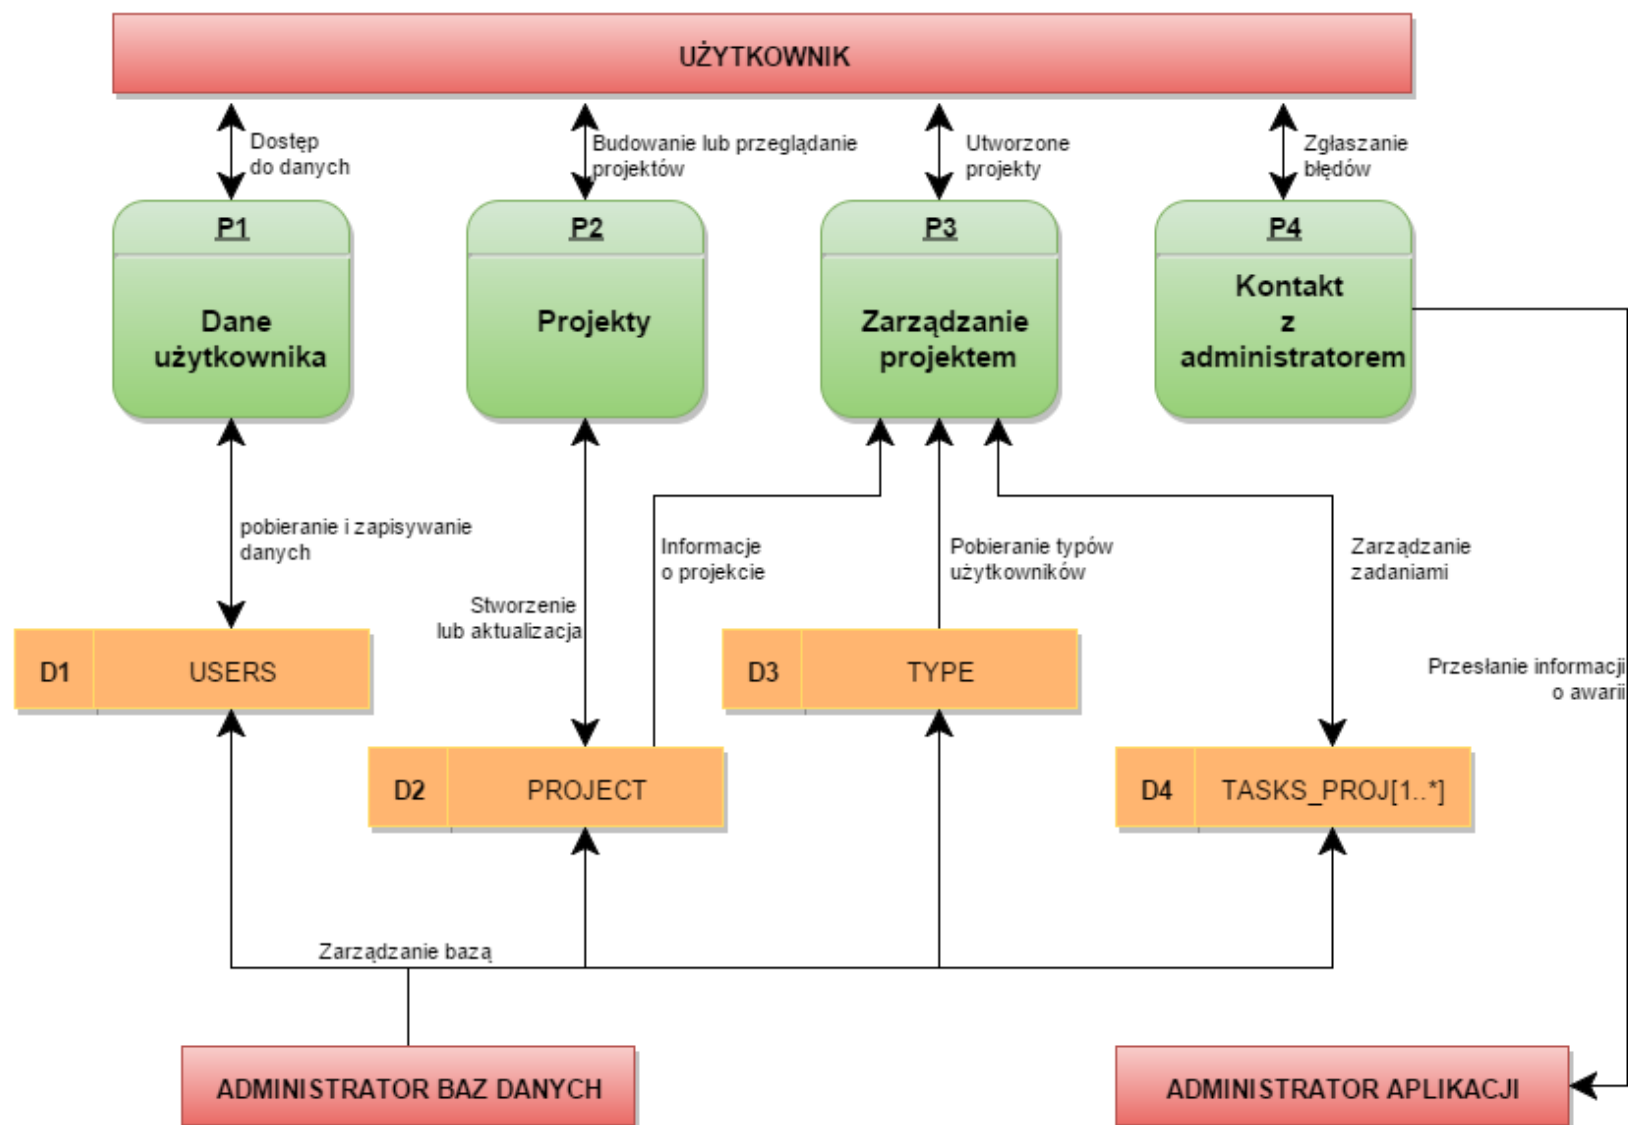 UŻYTKOWNIK
Dostęp
do danych
Budowanie lub przeglądanie
projektów
Utworzone
projekty
Zgłaszanie
błędów
P1
Dane
użytkownika
P2
Projekty
P3
Zarządzanie
projektem
P4
Kontakt
z
administratorem
pobieranie i zapisywanie
danych
Stworzenie
lub aktualizacja
Informacje
o projekcie
Pobieranie typów
użytkowników
Zarządzanie
zadaniami
Przesłanie informacji
o awarii
D1 USERS
D3 TYPE
D2 PROJECT
D4 TASKS_PROJ[1..*]
Zarządzanie bazą
ADMINISTRATOR BAZ DANYCH
ADMINISTRATOR APLIKACJI